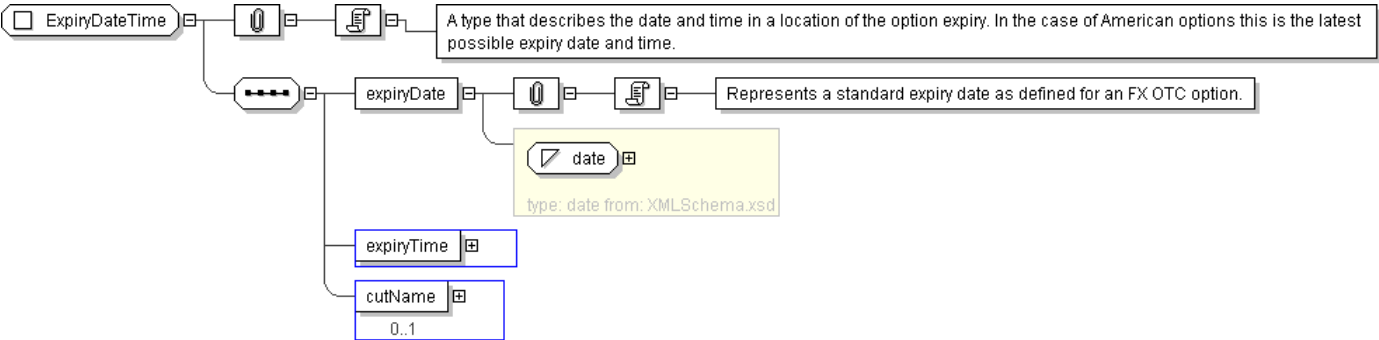 ExpiryDateTime
A type that describes the date and time in a location of the option expiry. In the case of American options this is the latest
possible expiry date and time.
expiryDate
Represents a standard expiry date as defined for an FX OTC option.
date
type: date from: XMLSchema.xsd
expiryTime
cutName
0..1